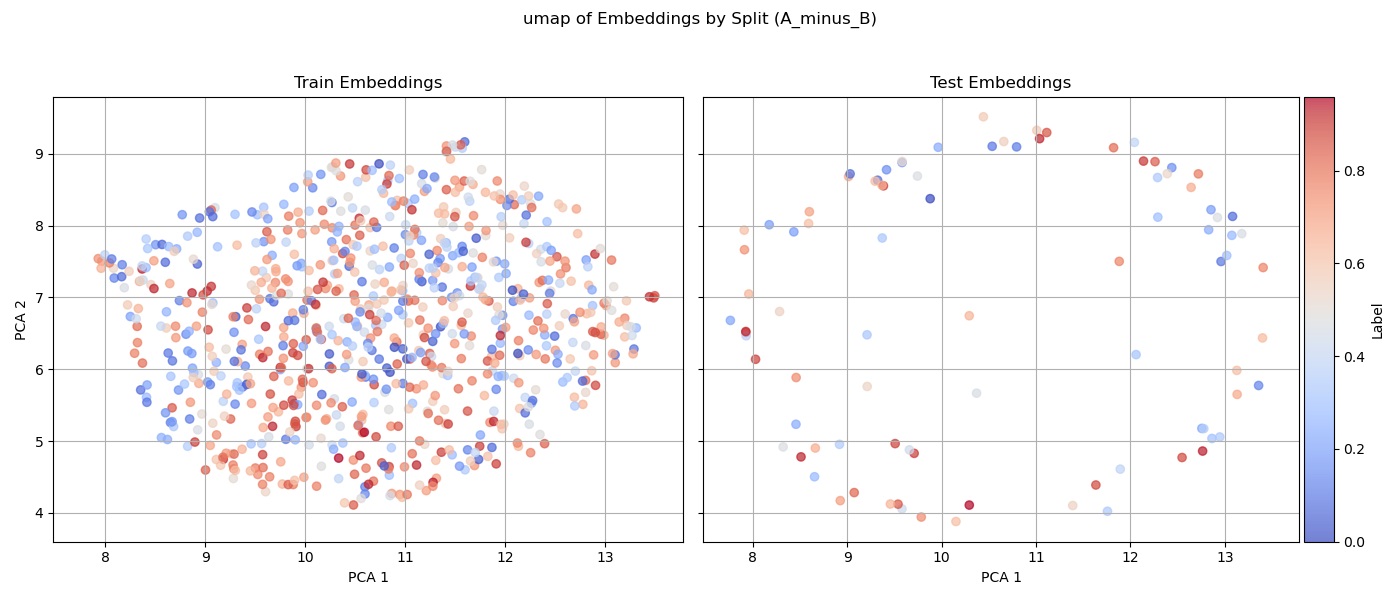 umap of Embeddings by Split (A_minus_B)
Train Embeddings
Test Embeddings
9
8
7
6
5
4
PCA 2
8 9 10 11 12 13
PCA 1
8 9 10 11 12 13
PCA 1
0.8
0.6
0.4
0.2
0.0
Label